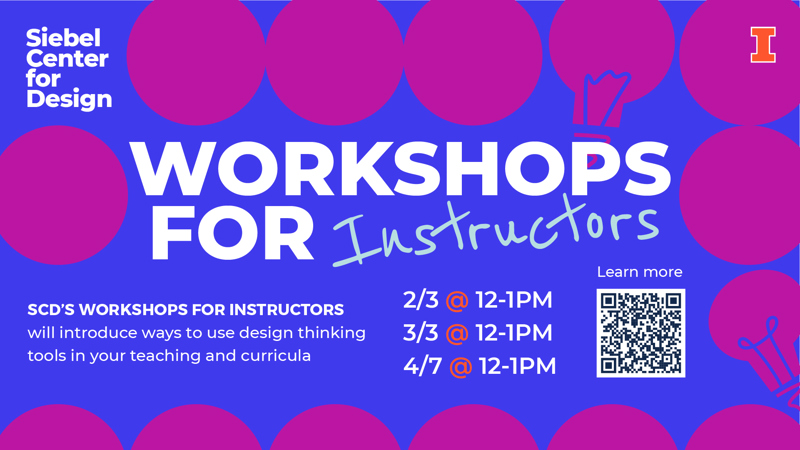 Siebel
Center
for
Design
I
WORKSHOPS
FOR Instructors
SCD'S WORKSHOPS FOR INSTRUCTORS
will introduce ways to use design thinking
tools in your teaching and curricula
2/3 @ 12-1PM
3/3 @ 12-1PM
4/7 @ 12-1PM
Learn more